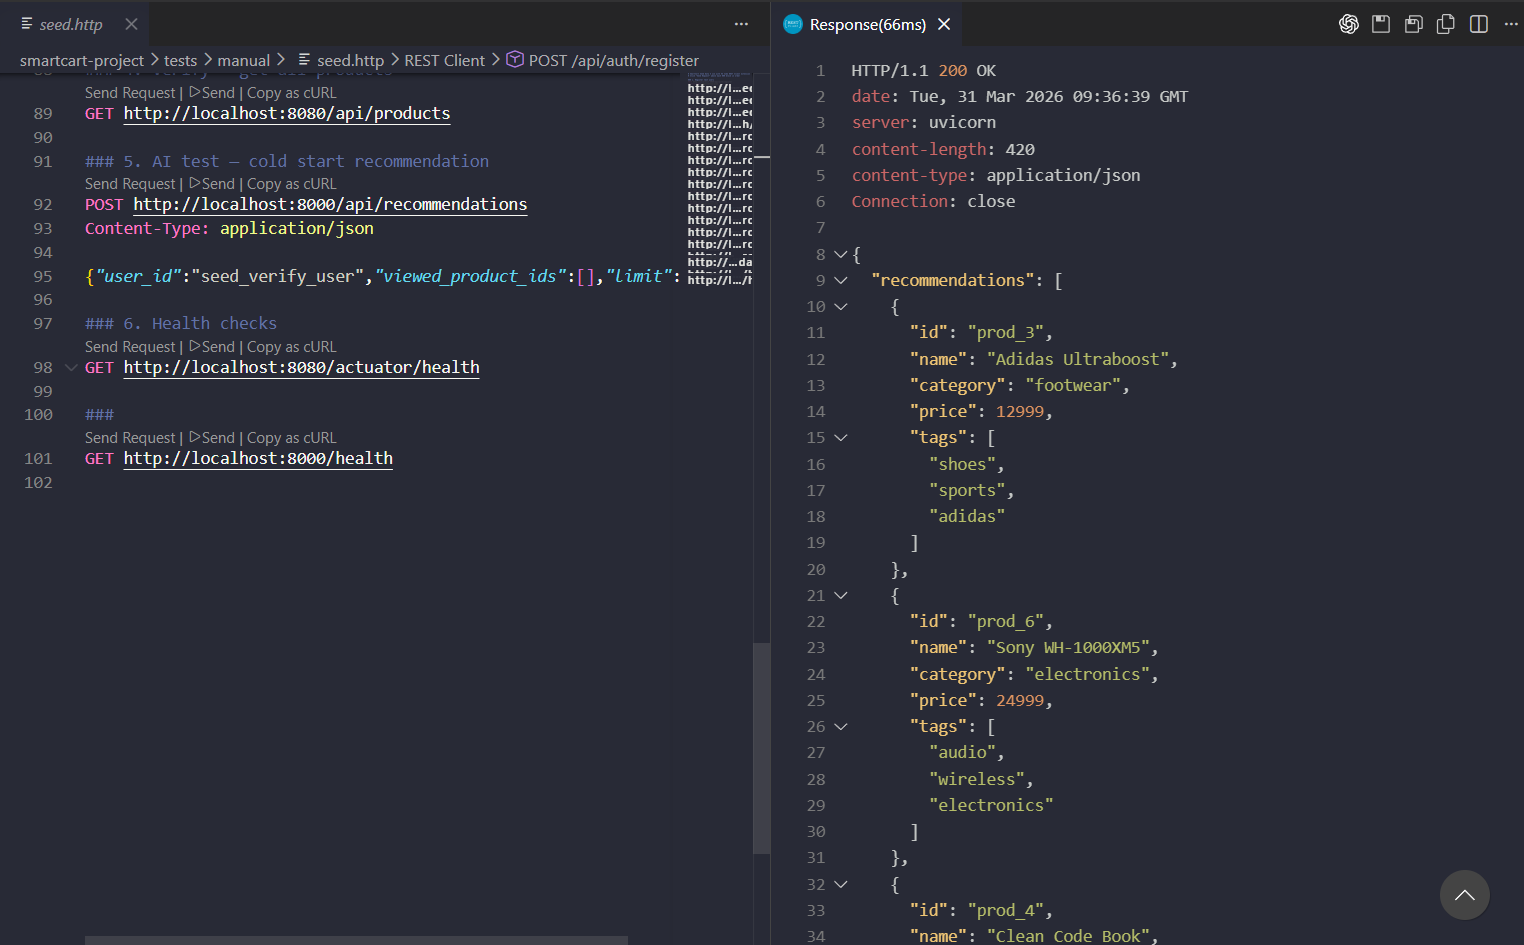 seed.http
Response(66ms)
smartcart-project > tests > manual > seed.http > REST Client > POST /api/auth/register
Send Request | Send | Copy as cURL
89 GET http://localhost:8080/api/products
90
91 ### 5. AI test — cold start recommendation
Send Request | Send | Copy as cURL
92 POST http://localhost:8000/api/recommendations
93 Content-Type: application/json
94
95 {"user_id":"seed_verify_user","viewed_product_ids":[],"limit":
96
97 ### 6. Health checks
Send Request | Send | Copy as cURL
98 GET http://localhost:8080/actuator/health
99
100 ###
Send Request | Send | Copy as cURL
101 GET http://localhost:8000/health
102
1 HTTP/1.1 200 OK
2 date: Tue, 31 Mar 2026 09:36:39 GMT
3 server: uvicorn
4 content-length: 420
5 content-type: application/json
6 Connection: close
7
8 {
9 "recommendations": [
10 {
11 "id": "prod_3",
12 "name": "Adidas Ultraboost",
13 "category": "footwear",
14 "price": 12999,
15 "tags": [
16 "shoes",
17 "sports",
18 "adidas"
19 ]
20 },
21 {
22 "id": "prod_6",
23 "name": "Sony WH-1000XM5",
24 "category": "electronics",
25 "price": 24999,
26 "tags": [
27 "audio",
28 "wireless",
29 "electronics"
30 ]
31 },
32 {
33 "id": "prod_4",
34 "name": "Clean Code Book",